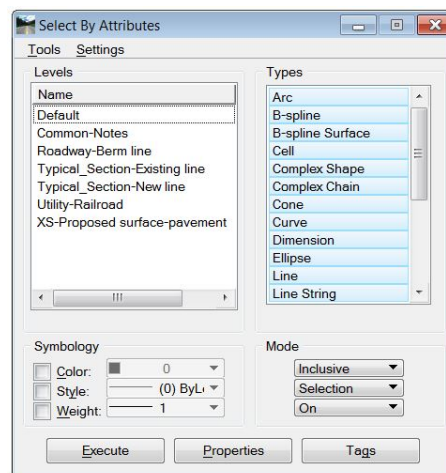 Select By Attributes
Tools Settings
Levels
Name
Default
Common-Notes
Roadway-Berm line
Typical_Section-Existing line
Typical_Section-New line
Utility-Railroad
XS-Proposed surface-pavement
Types
Arc
B-spline
B-spline Surface
Cell
Complex Shape
Complex Chain
Cone
Curve
Dimension
Ellipse
Line
Line String
Symbology
Color: 0
Style: (0) ByLe
Weight: 1
Mode
Inclusive
Selection
On
Execute Properties Tags